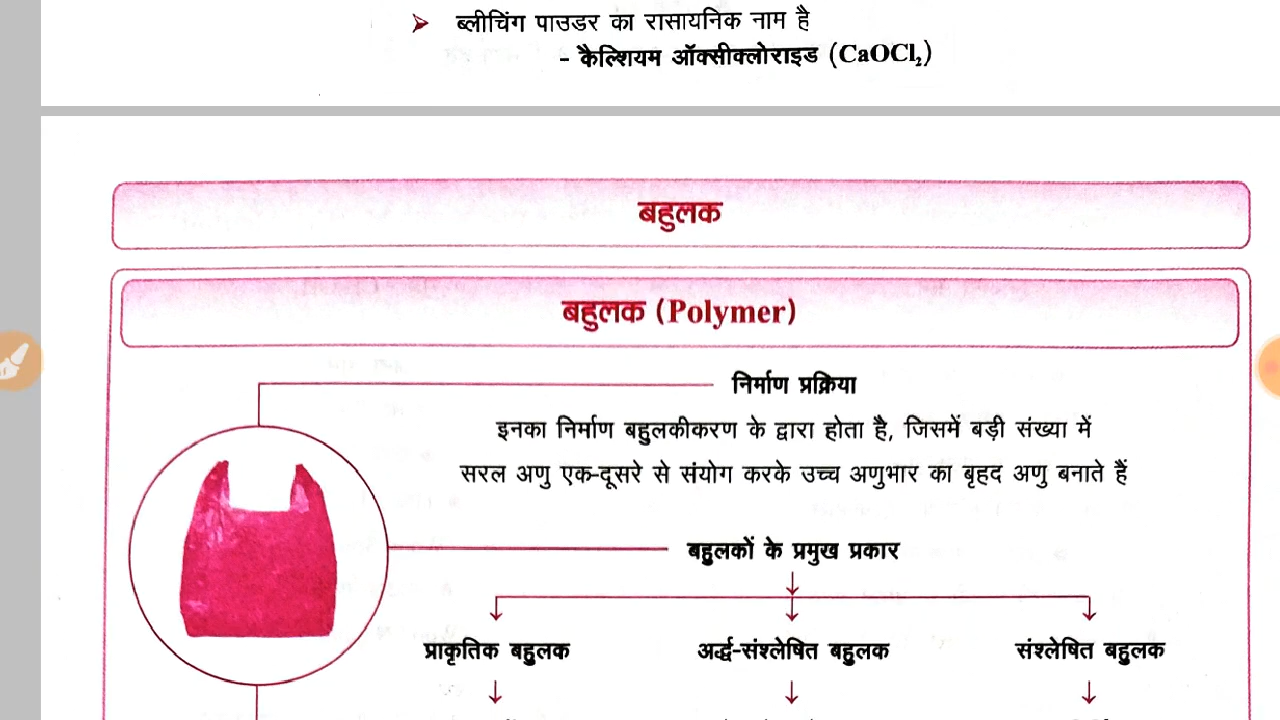 ➢ ब्लीचिंग पाउडर का रासायनिक नाम है
- कैल्शियम ऑक्सीक्लोराइड (CaOCl₂)
बहुलक
बहुलक (Polymer)
निर्माण प्रक्रिया
इनका निर्माण बहुलकीकरण के द्वारा होता है, जिसमें बड़ी संख्या में
सरल अणु एक-दूसरे से संयोग करके उच्च अणुभार का बृहद अणु बनाते हैं
बहुलकों के प्रमुख प्रकार
प्राकृतिक बहुलक अर्द्ध-संश्लेषित बहुलक संश्लेषित बहुलक